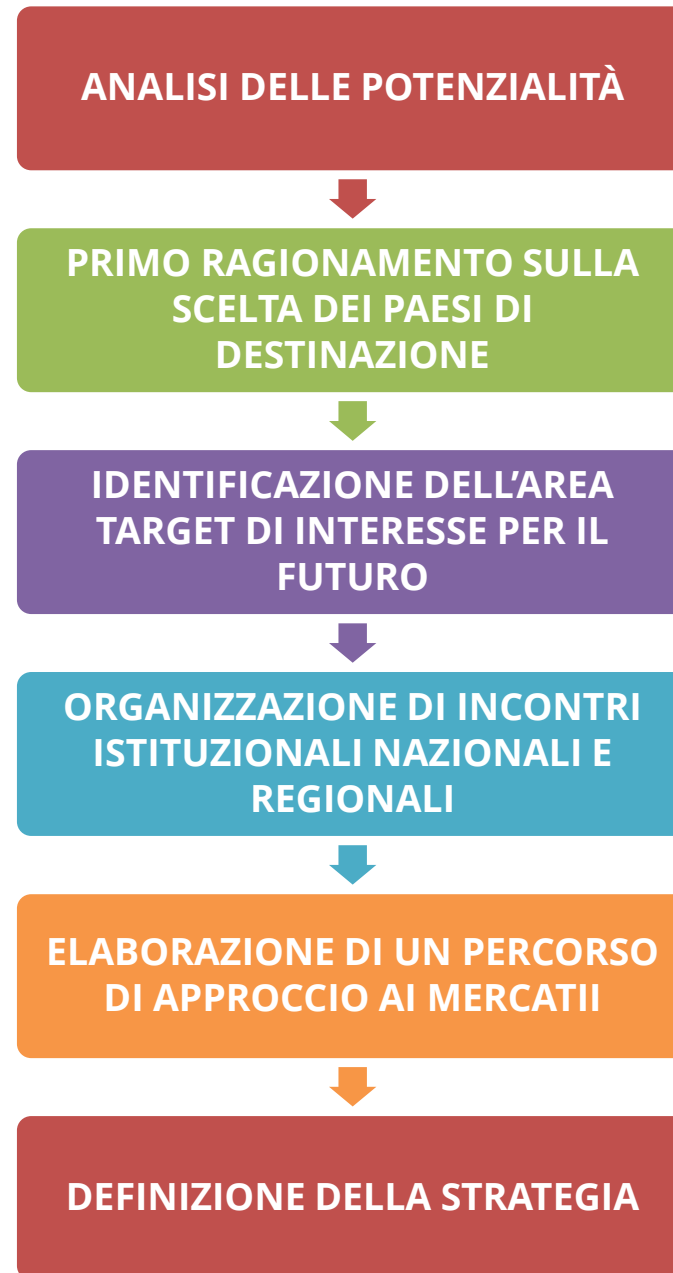 ANALISI DELLE POTENZIALITÀ
PRIMO RAGIONAMENTO SULLA
SCELTA DEI PAESI DI
DESTINAZIONE
IDENTIFICAZIONE DELL’AREA
TARGET DI INTERESSE PER IL
FUTURO
ORGANIZZAZIONE DI INCONTRI
ISTITUZIONALI NAZIONALI E
REGIONALI
ELABORAZIONE DI UN PERCORSO
DI APPROCCIO AI MERCATII
DEFINIZIONE DELLA STRATEGIA